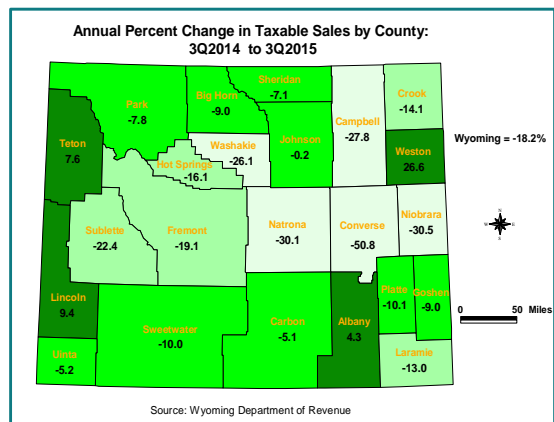 Annual Percent Change in Taxable Sales by County:
3Q2014 to 3Q2015
Sheridan
-7.1
Park
-7.8
Big Horn
-9.0
Crook
-14.1
Campbell
-27.8
Johnson
-0.2
Washakie
-26.1
Teton
7.6
Hot Springs
-16.1
Weston
26.6
Wyoming = -18.2%
Sublette
-22.4
Fremont
-19.1
Natrona
-30.1
Converse
-50.8
Niobrara
-30.5
N
W
E
S
Lincoln
9.4
Sweetwater
-10.0
Carbon
-5.1
Albany
4.3
Platte
-10.1
Goshen
-9.0
0 50 Miles
Uinta
-5.2
Laramie
-13.0
Source: Wyoming Department of Revenue